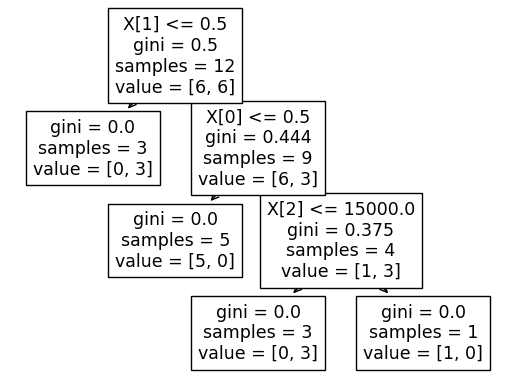 X[1] <= 0.5
gini = 0.5
samples = 12
value = [6, 6]
gini = 0.0
samples = 3
value = [0, 3]
X[0] <= 0.5
gini = 0.444
samples = 9
value = [6, 3]
gini = 0.0
samples = 5
value = [5, 0]
X[2] <= 15000.0
gini = 0.375
samples = 4
value = [1, 3]
gini = 0.0
samples = 3
value = [0, 3]
gini = 0.0
samples = 1
value = [1, 0]